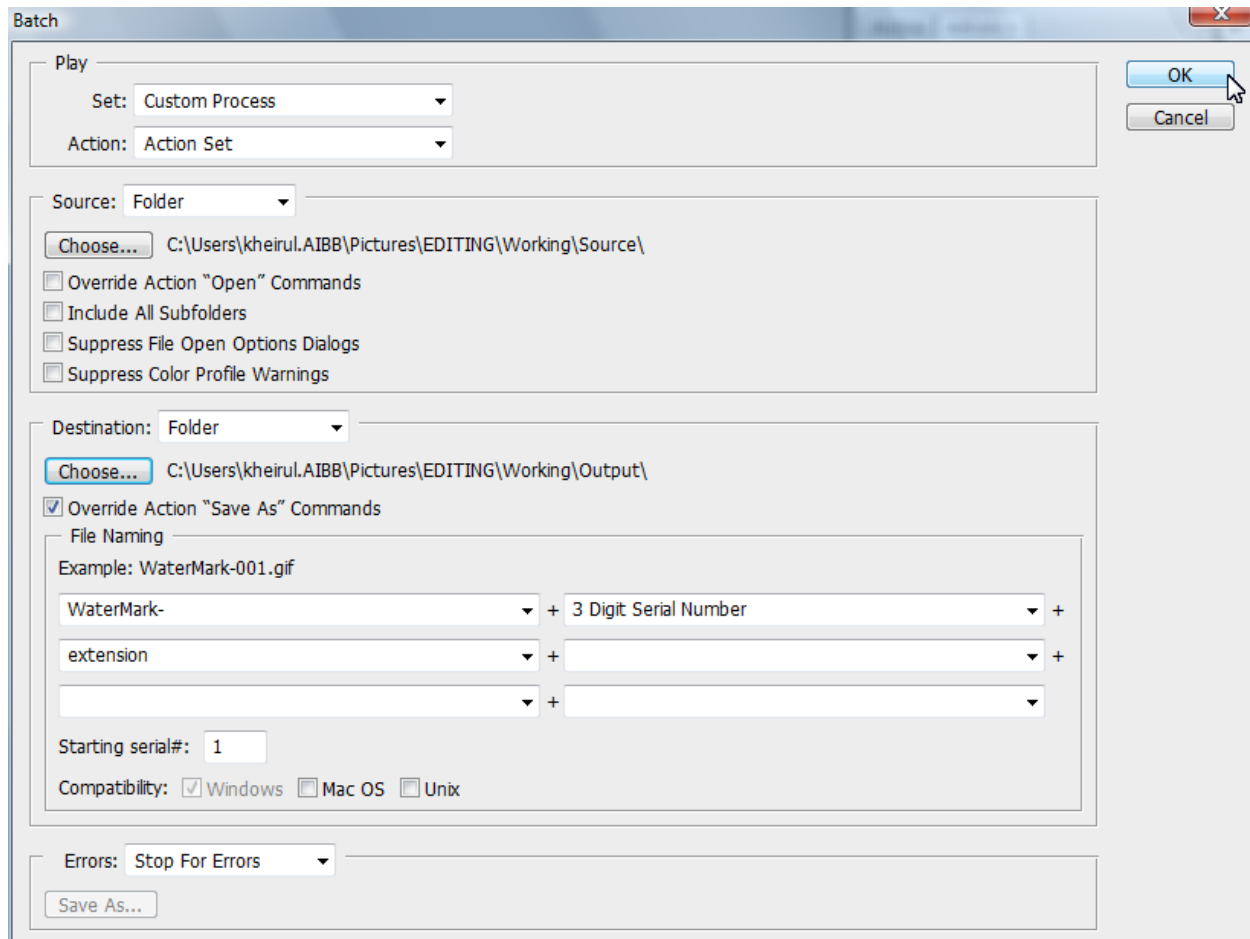 Batch
Play
OK
Set: Custom Process
Cancel
Action: Action Set
Source: Folder
Choose... C:\Users\kheirul.AIBB\Pictures\EDITING\Working\Source\
Override Action “Open” Commands
Include All Subfolders
Suppress File Open Options Dialogs
Suppress Color Profile Warnings
Destination: Folder
Choose... C:\Users\kheirul.AIBB\Pictures\EDITING\Working\Output\
Override Action “Save As” Commands
File Naming
Example: WaterMark-001.gif
WaterMark- + 3 Digit Serial Number +
extension + +
+
Starting serial#: 1
Compatibility: Windows Mac OS Unix
Errors: Stop For Errors
Save As...